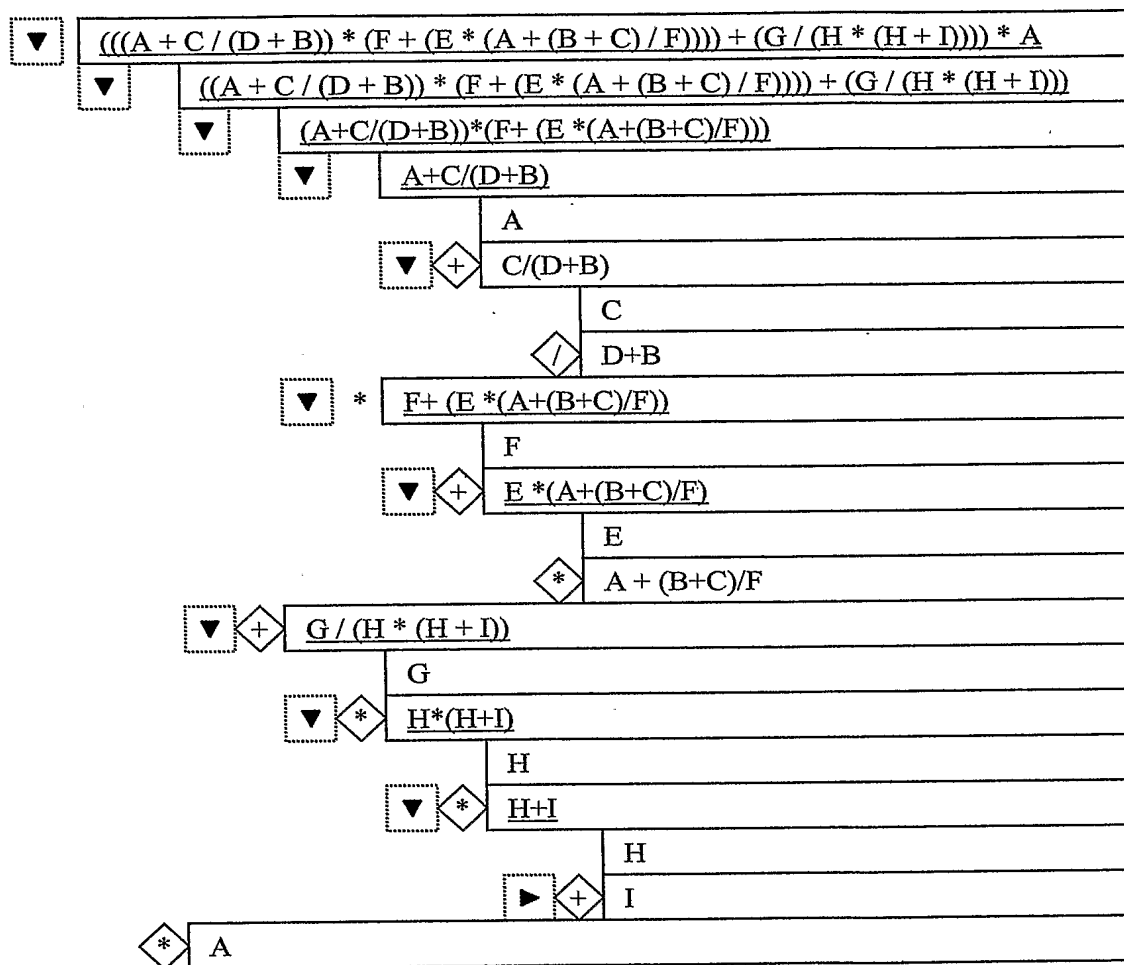 (((A + C / (D + B)) * (F + (E * (A + (B + C) / F)))) + (G / (H * (H + I)))) * A
((A + C / (D + B)) * (F + (E * (A + (B + C) / F)))) + (G / (H * (H + I)))
(A+C/(D+B))*(F+ (E *(A+(B+C)/F)))
A+C/(D+B)
A
+ C/(D+B)
C
/ D+B
* F+ (E *(A+(B+C)/F))
F
+ E *(A+(B+C)/F)
E
* A + (B+C)/F
+ G / (H * (H + I))
G
* H*(H+I)
H
* H+I
H
+ I
* A